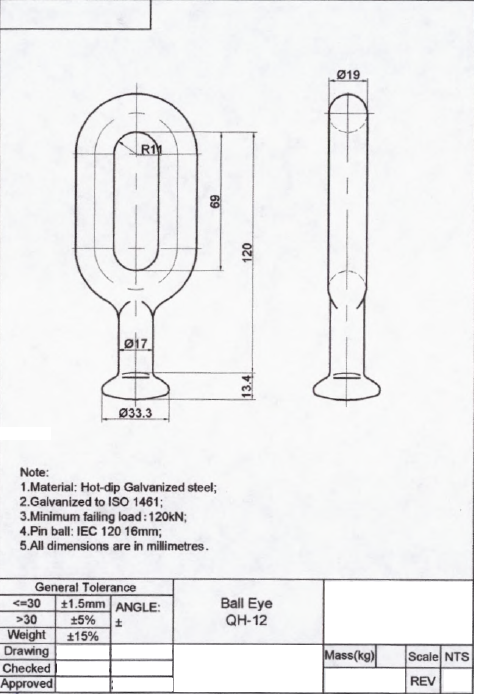 Ø19
R11
69
120
Ø17
13.4
Ø33.3
Note:
1.Material: Hot-dip Galvanized steel;
2.Galvanized to ISO 1461;
3.Minimum failing load:120kN;
4.Pin ball: IEC 120 16mm;
5.All dimensions are in millimetres.
General Tolerance
<=30 ±1.5mm ANGLE:
>30 ±5% ±
Weight ±15%
Ball Eye
QH-12
Drawing
Checked
Approved
Mass(kg) Scale NTS
REV